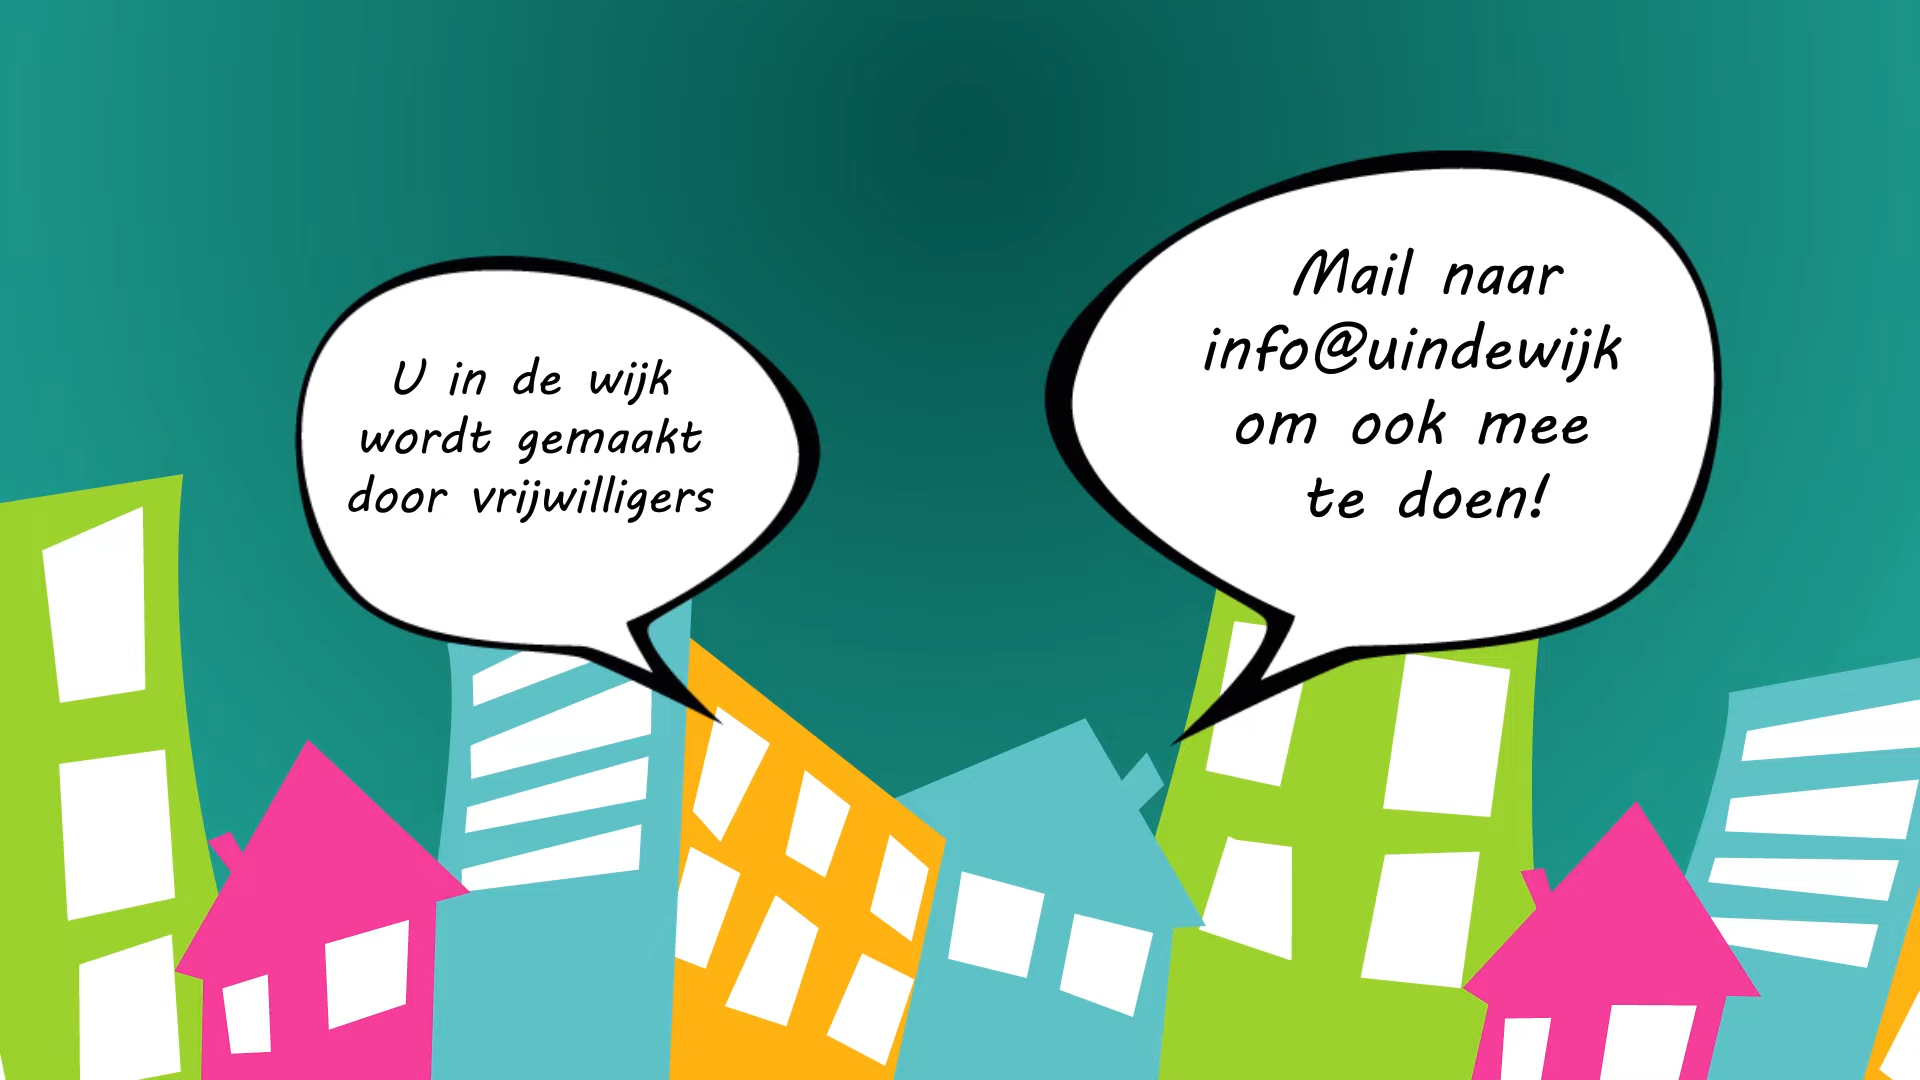 U in de wijk
wordt gemaakt
door vrijwilligers
Mail naar
info@uindewijk
om ook mee
te doen!